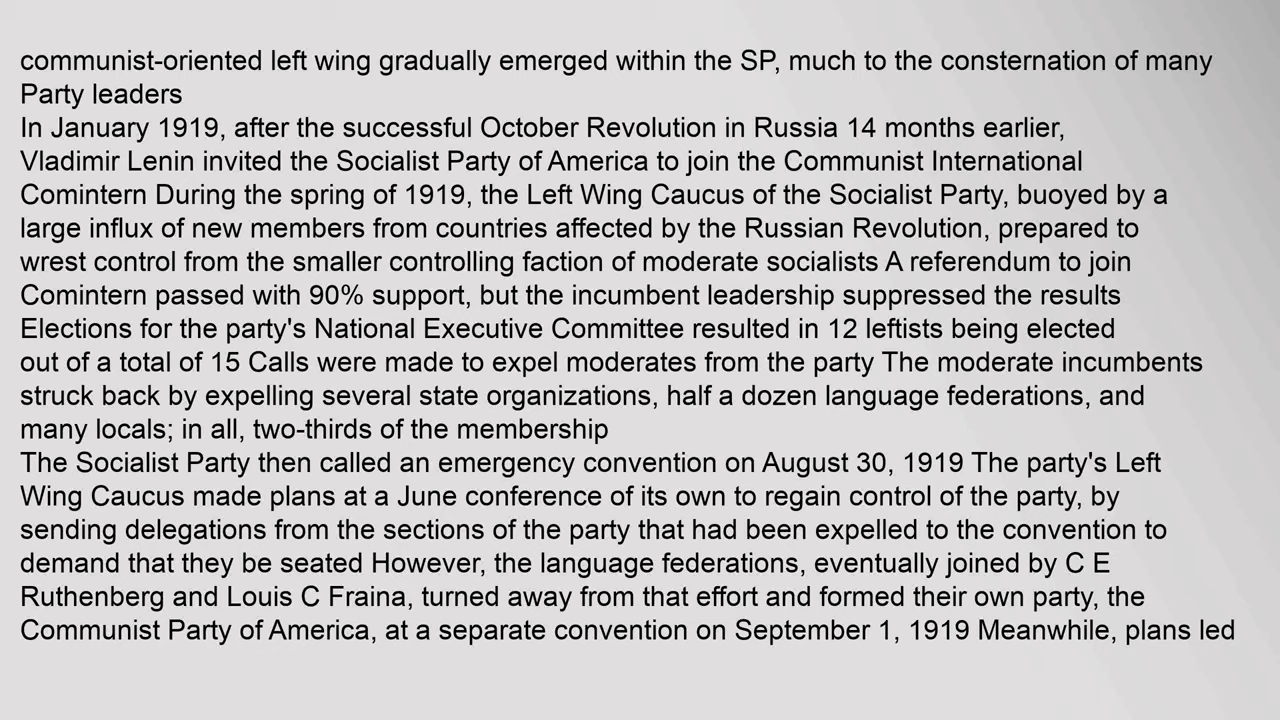 communist-oriented left wing gradually emerged within the SP, much to the consternation of many
Party leaders
In January 1919, after the successful October Revolution in Russia 14 months earlier,
Vladimir Lenin invited the Socialist Party of America to join the Communist International
Comintern During the spring of 1919, the Left Wing Caucus of the Socialist Party, buoyed by a
large influx of new members from countries affected by the Russian Revolution, prepared to
wrest control from the smaller controlling faction of moderate socialists A referendum to join
Comintern passed with 90% support, but the incumbent leadership suppressed the results
Elections for the party's National Executive Committee resulted in 12 leftists being elected
out of a total of 15 Calls were made to expel moderates from the party The moderate incumbents
struck back by expelling several state organizations, half a dozen language federations, and
many locals; in all, two-thirds of the membership
The Socialist Party then called an emergency convention on August 30, 1919 The party's Left
Wing Caucus made plans at a June conference of its own to regain control of the party, by
sending delegations from the sections of the party that had been expelled to the convention to
demand that they be seated However, the language federations, eventually joined by C E
Ruthenberg and Louis C Fraina, turned away from that effort and formed their own party, the
Communist Party of America, at a separate convention on September 1, 1919 Meanwhile, plans led